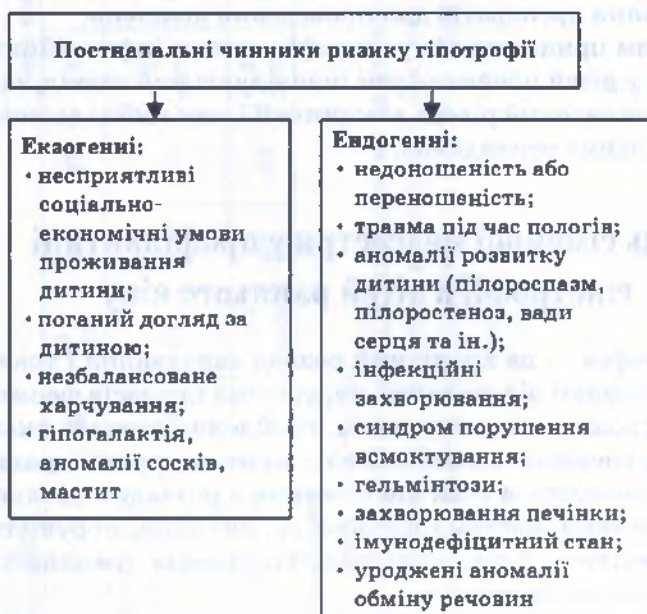 Постнатальні чинники ризику гіпотрофії
Екзогенні:
• несприятливі
соціально-
економічні умови
проживання
дитини;
• поганий догляд за
дитиною;
• незбалансоване
харчування;
• гіпогалактія,
аномалії сосків,
мастит
Ендогенні:
• недоношеність або
переношеність;
• травма під час пологів;
• аномалії розвитку
дитини (пілороспазм,
пілоростеноз, вади
серця та ін.);
• інфекційні
захворювання;
• синдром порушення
всмоктування;
• гельмінтози;
• захворювання печінки;
• імунодефіцитний стан;
• уроджені аномалії
обміну речовин